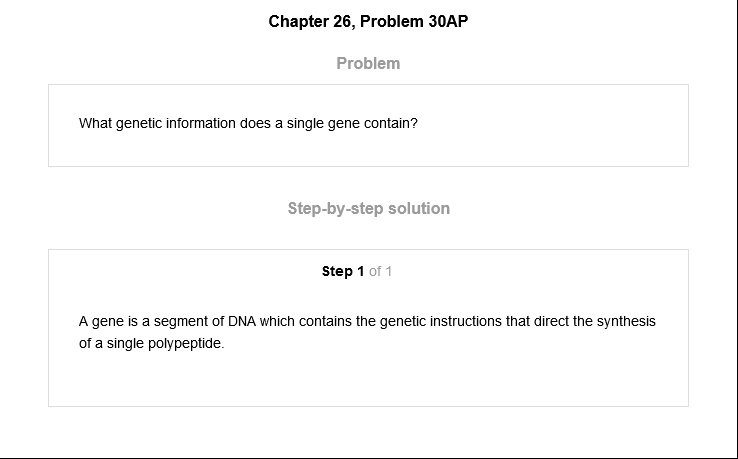 Chapter 26, Problem 30AP
Problem
What genetic information does a single gene contain?
Step-by-step solution
Step 1 of 1
A gene is a segment of DNA which contains the genetic instructions that direct the synthesis
of a single polypeptide.